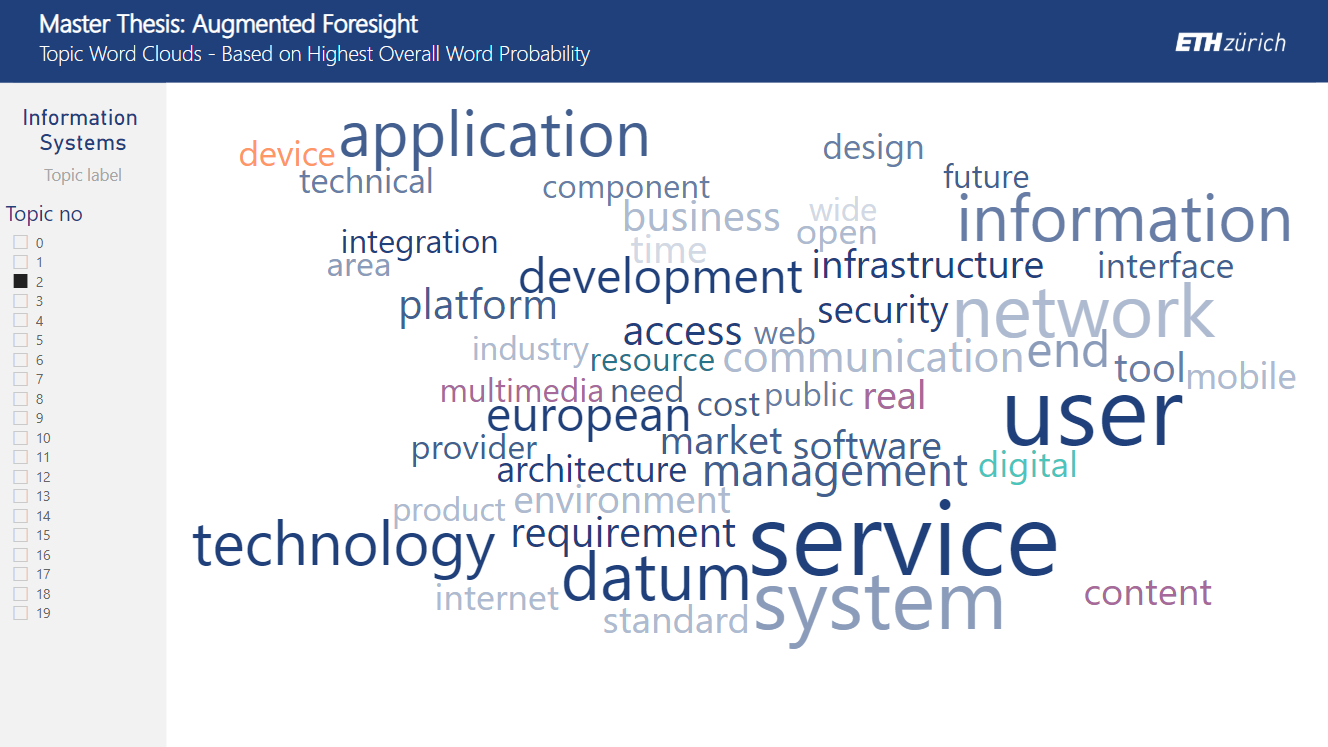 Master Thesis: Augmented Foresight
Topic Word Clouds - Based on Highest Overall Word Probability
ETH zürich
Information
Systems
Topic label
Topic no
0
1
2
3
4
5
6
7
8
9
10
11
12
13
14
15
16
17
18
19
application
device
design
technical
component
future
business
wide
information
open
integration
time
area
development
infrastructure
interface
platform
security
network
access
web
industry
resource
communication
end
tool
mobile
multimedia
need
european
cost
public
real
user
provider
market
software
architecture
management
digital
product
environment
technology
requirement
service
datum
internet
system
content
standard